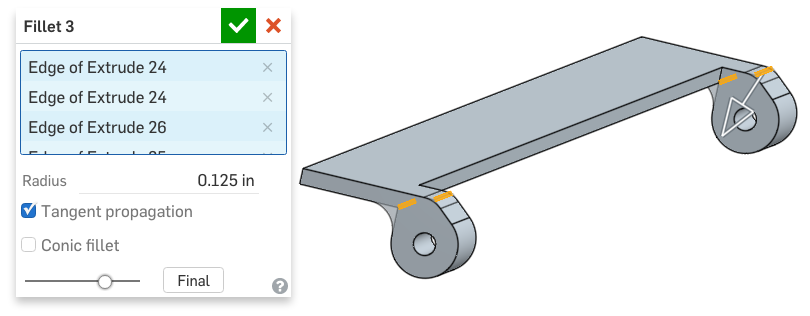 Fillet 3
Edge of Extrude 24
Edge of Extrude 24
Edge of Extrude 26
Radius 0.125 in
Tangent propagation
Conic fillet
Final
?